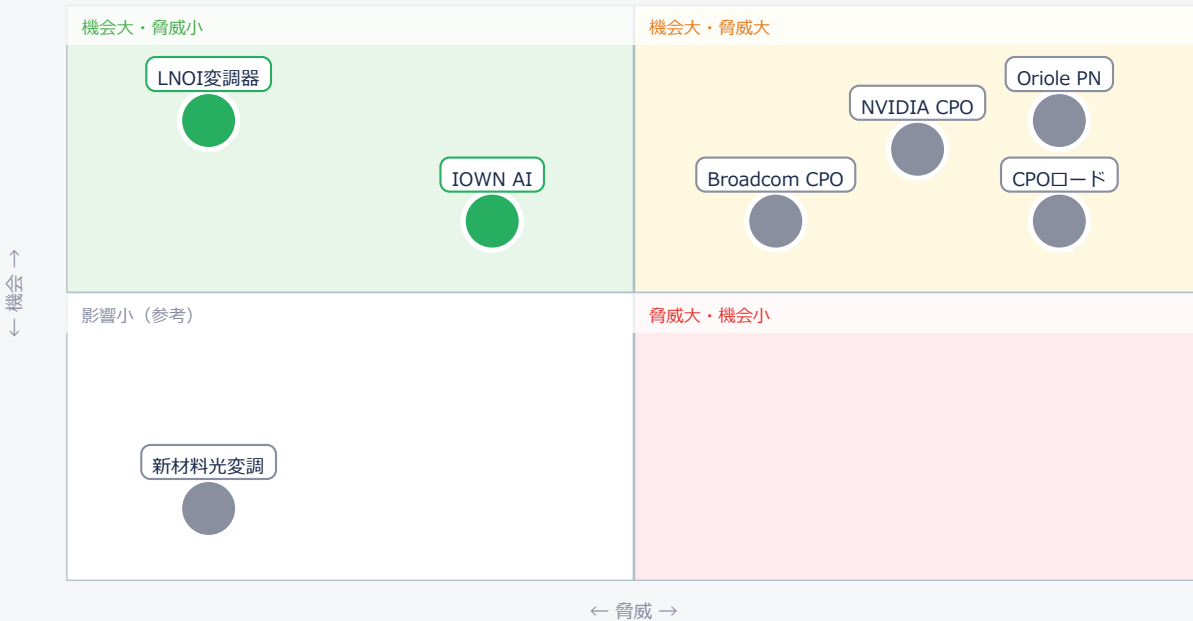 機会大・脅威小
機会大・脅威大
LNOI変調器
Oriole PN
NVIDIA CPO
IOWN AI
Broadcom CPO
CPOロード
← 機会 →
影響小（参考）
脅威大・機会小
新材料光変調
← 脅威 →